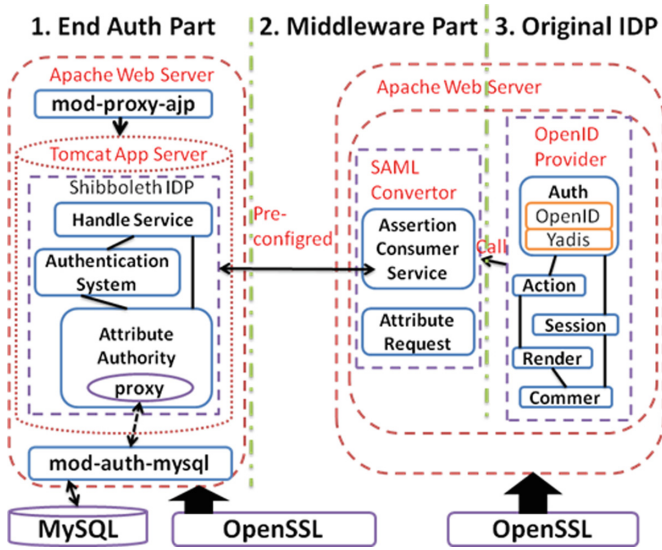 1. End Auth Part
2. Middleware Part
3. Original IDP
Apache Web Server
mod-proxy-ajp
Tomcat App Server
Shibboleth IDP
Handle Service
Authentication
System
Attribute
Authority
proxy
mod-auth-mysql
MySQL
OpenSSL
Pre-
configred
Apache Web Server
SAML
Convertor
Assertion
Consumer
Service
Attribute
Request
Call
OpenID
Provider
Auth
OpenID
Yadis
Action
Session
Render
Commer
OpenSSL